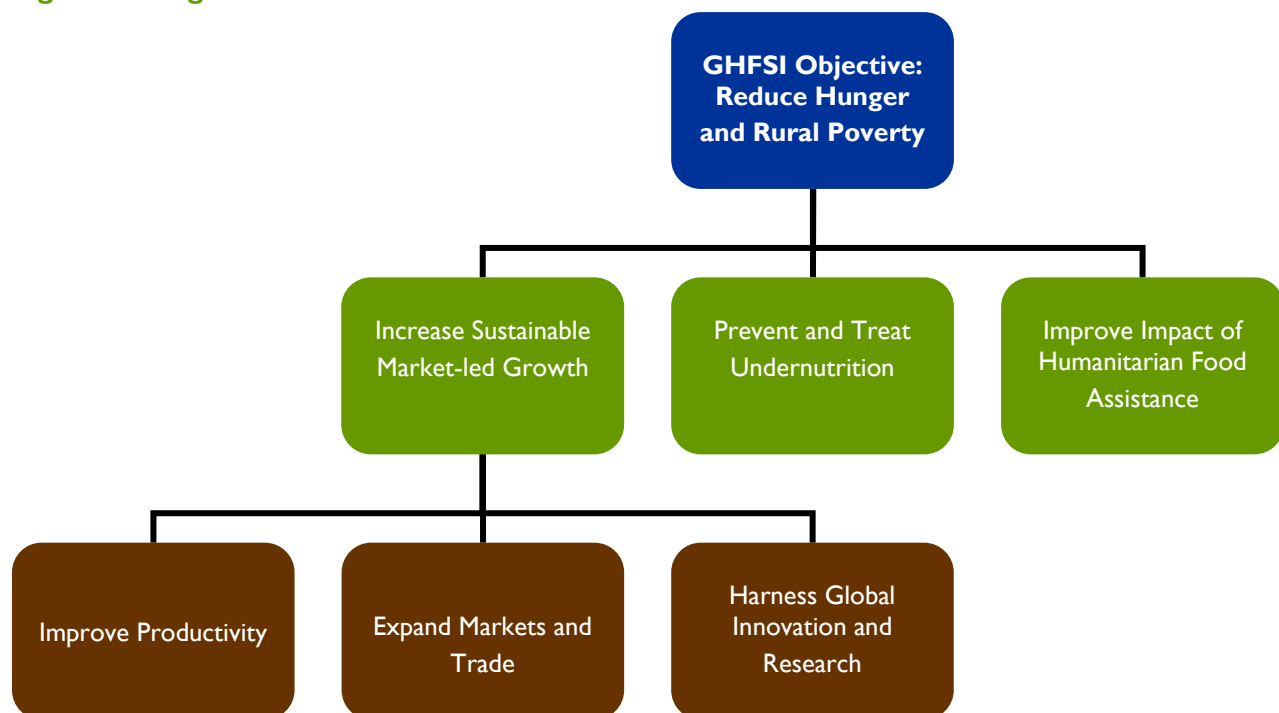 GHFSI Objective:
Reduce Hunger
and Rural Poverty
Increase Sustainable
Market-led Growth
Prevent and Treat
Undernutrition
Improve Impact of
Humanitarian Food
Assistance
Improve Productivity
Expand Markets and
Trade
Harness Global
Innovation and
Research